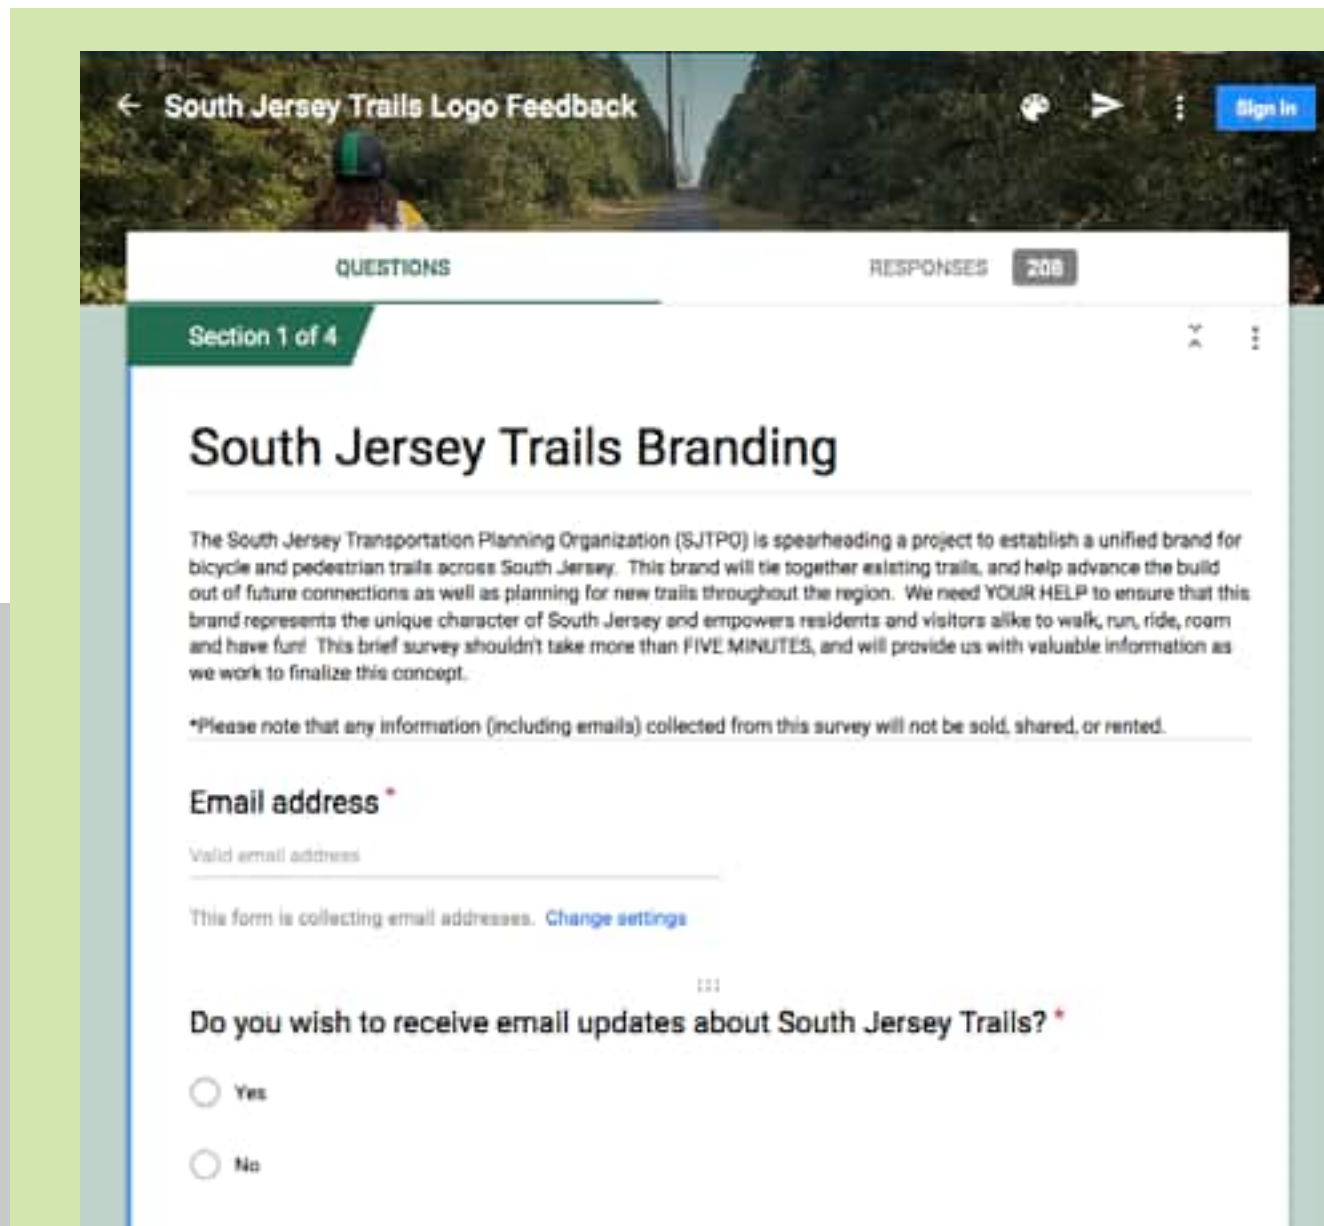 South Jersey Trails Logo Feedback
Sign in
QUESTIONS
RESPONSES 208
Section 1 of 4
South Jersey Trails Branding
The South Jersey Transportation Planning Organization (SJTPO) is spearheading a project to establish a unified brand for
bicycle and pedestrian trails across South Jersey. This brand will tie together existing trails, and help advance the build
out of future connections as well as planning for new trails throughout the region. We need YOUR HELP to ensure that this
brand represents the unique character of South Jersey and empowers residents and visitors alike to walk, run, ride, roam
and have fun! This brief survey shouldn't take more than FIVE MINUTES, and will provide us with valuable information as
we work to finalize this concept.
*Please note that any information (including emails) collected from this survey will not be sold, shared, or rented.
Email address *
Valid email address
This form is collecting email addresses. Change settings
Do you wish to receive email updates about South Jersey Trails? *
Yes
No